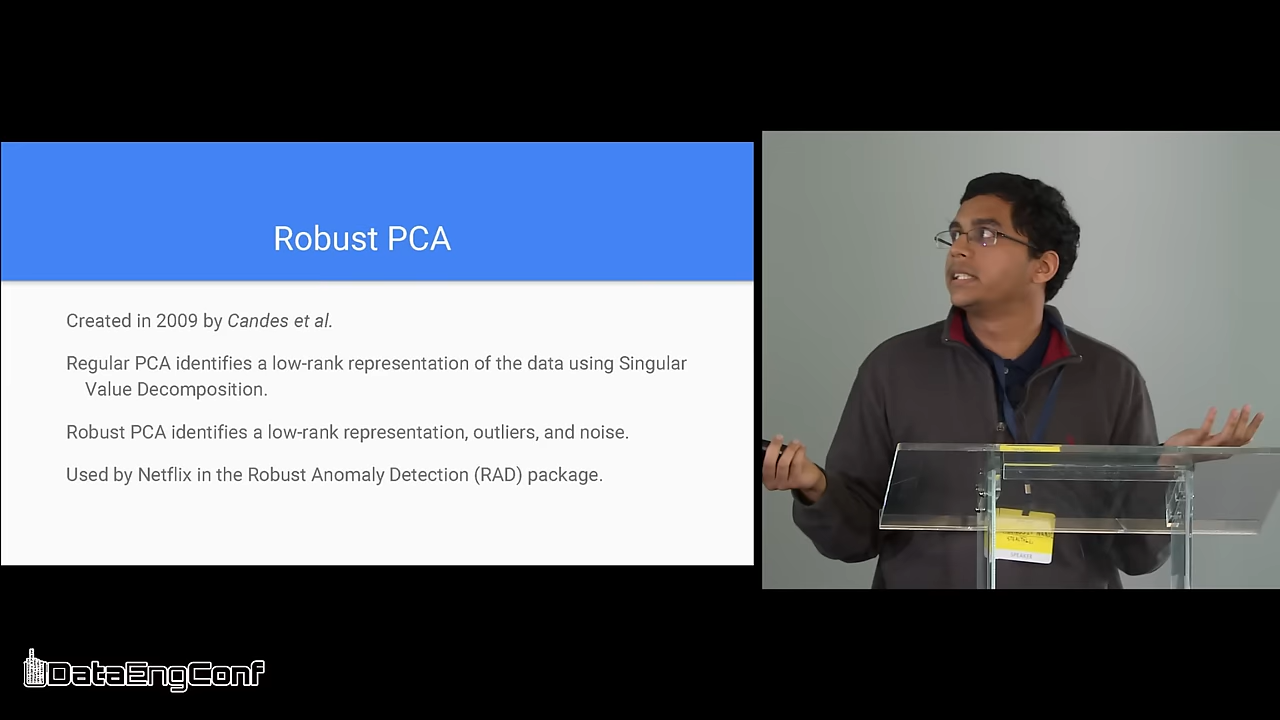 Robust PCA
Created in 2009 by Candes et al.
Regular PCA identifies a low-rank representation of the data using Singular
Value Decomposition.
Robust PCA identifies a low-rank representation, outliers, and noise.
Used by Netflix in the Robust Anomaly Detection (RAD) package.
SPEAKER
DataEngConf